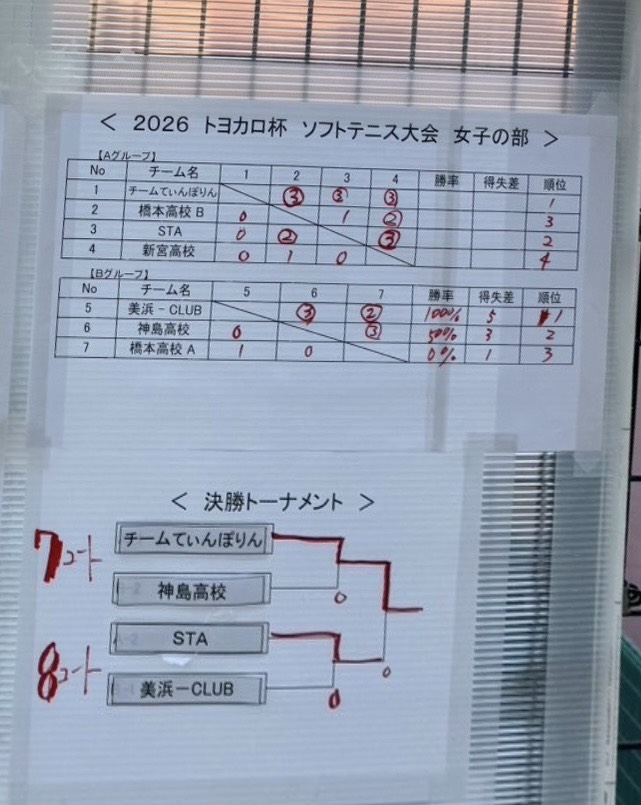 < 2026 トヨカロ杯 ソフトテニス大会 女子の部 >
【Aグループ】
No チーム名 1 2 3 4 勝率 得失差 順位
1 チームてぃんぽりん ③ ③ ③ 1
2 橋本高校 B 0 1 ② 3
3 STA 0 ② ③ 2
4 新宮高校 0 1 0 4
【Bグループ】
No チーム名 5 6 7 勝率 得失差 順位
5 美浜-CLUB ③ ② 100% 5 1
6 神島高校 0 ③ 50% 3 2
7 橋本高校 A 1 0 0% 1 3
< 決勝トーナメント >
7コート
チームてぃんぽりん
神島高校 0
8コート
STA 0
美浜-CLUB 0